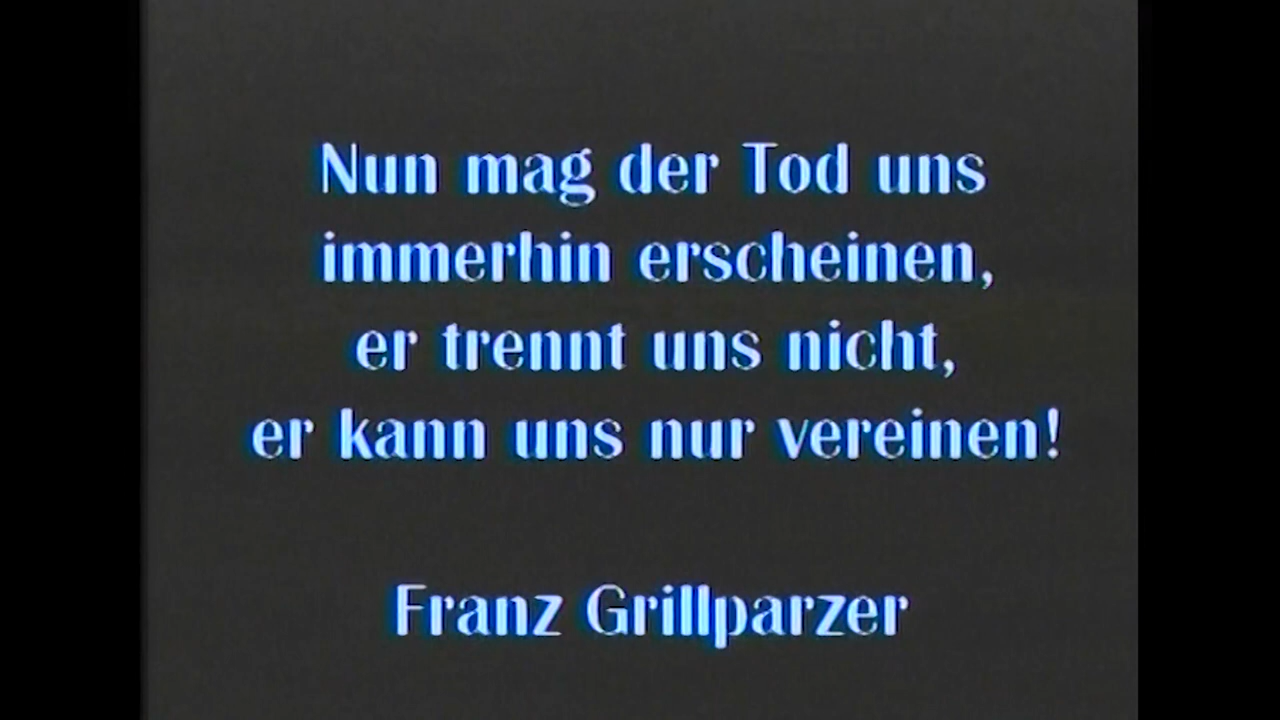 Nun mag der Tod uns
immerhin erscheinen,
er trennt uns nicht,
er kann uns nur vereinen!
Franz Grillparzer